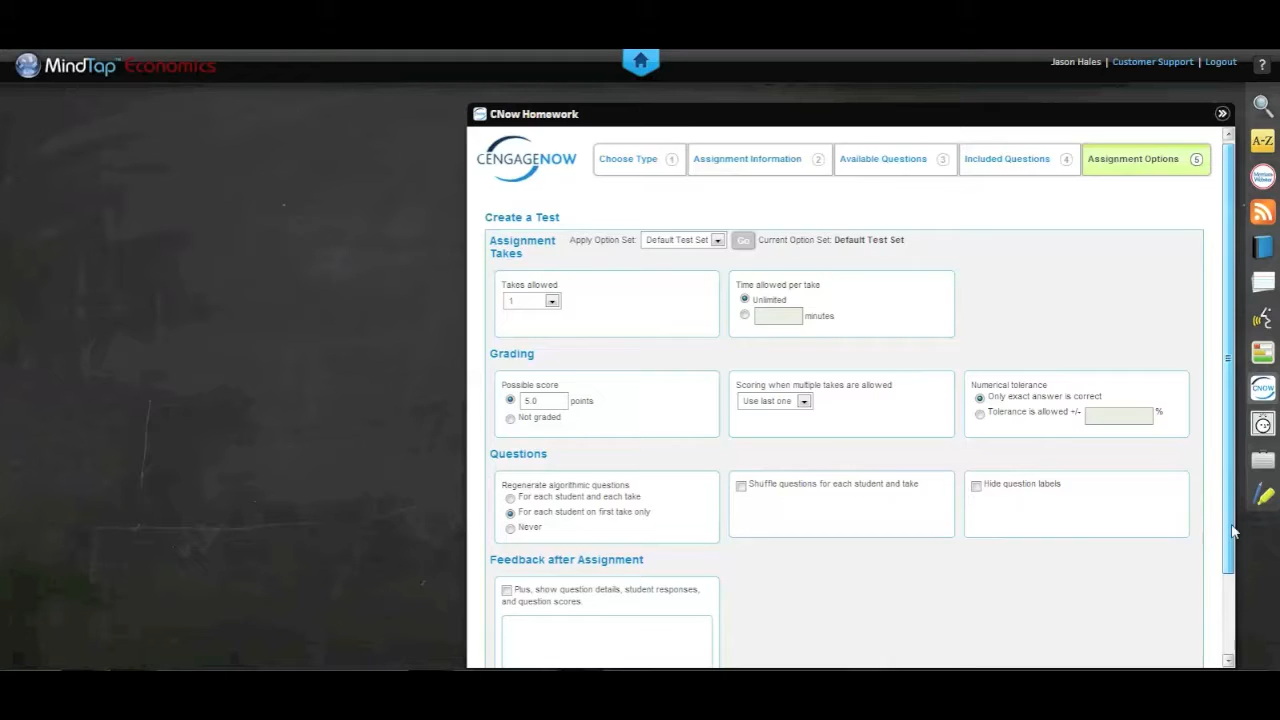 MindTap™ Economics
Jason Hales | Customer Support | Logout ?
CNow Homework
CENGAGENOW
Choose Type 1 Assignment Information 2 Available Questions 3 Included Questions 4 Assignment Options 5
A-Z
Create a Test
Assignment Takes
Apply Option Set: Default Test Set Go Current Option Set: Default Test Set
Takes allowed
1
Time allowed per take
Unlimited
minutes
Grading
Possible score
5.0 points
Not graded
Scoring when multiple takes are allowed
Use last one
Numerical tolerance
Only exact answer is correct
Tolerance is allowed +/- %
Questions
Regenerate algorithmic questions
For each student and each take
For each student on first take only
Never
Shuffle questions for each student and take
Hide question labels
CNOW
Feedback after Assignment
Plus, show question details, student responses,
and question scores.